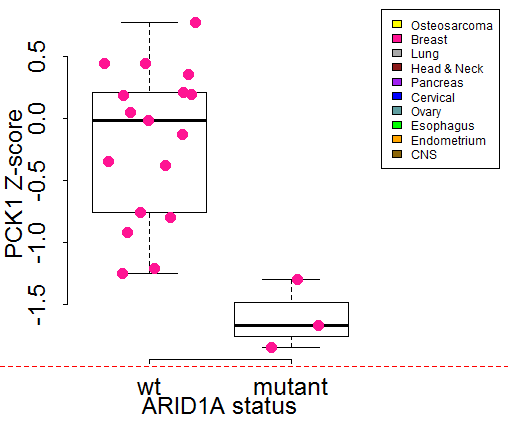 Osteosarcoma
Breast
Lung
Head & Neck
Pancreas
Cervical
Ovary
Esophagus
Endometrium
CNS
PCK1 Z-score
0.5
0.0
-0.5
-1.0
-1.5
wt mutant
ARID1A status